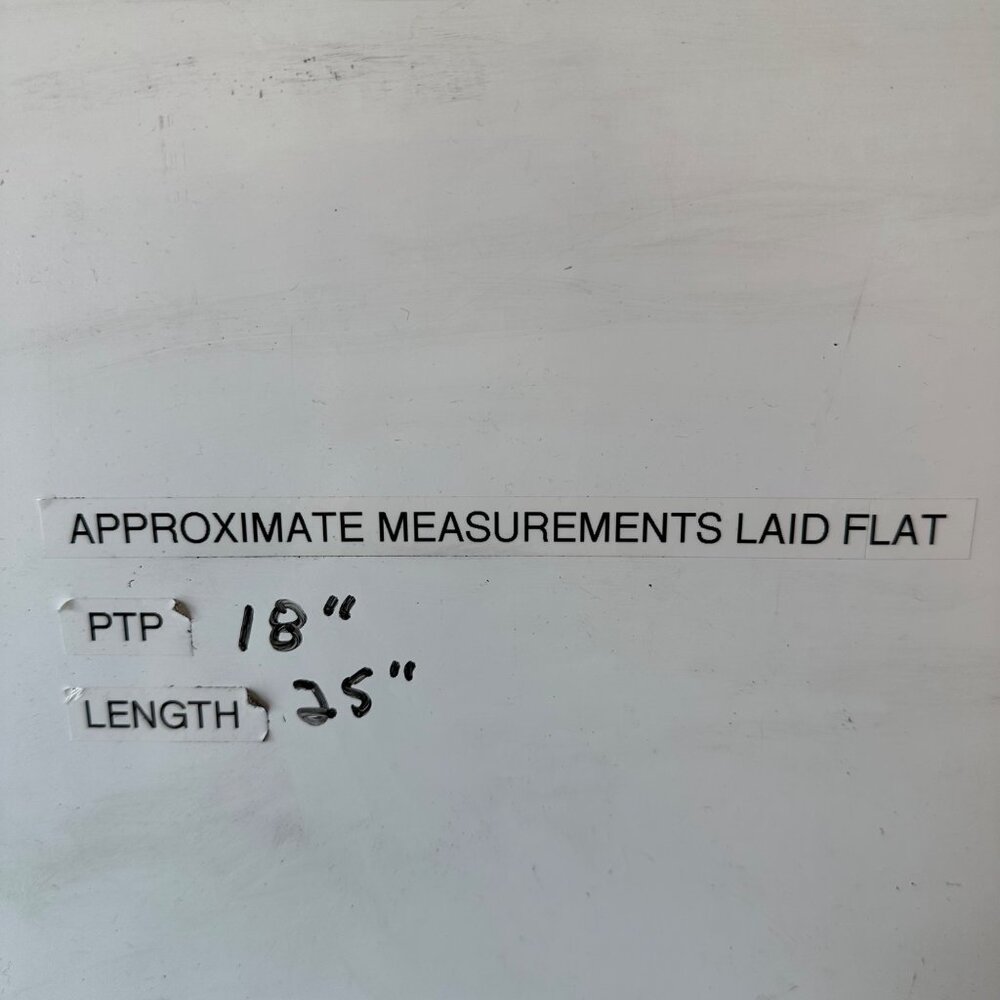 APPROXIMATE MEASUREMENTS LAID FLAT
PTP 18"
LENGTH 25"